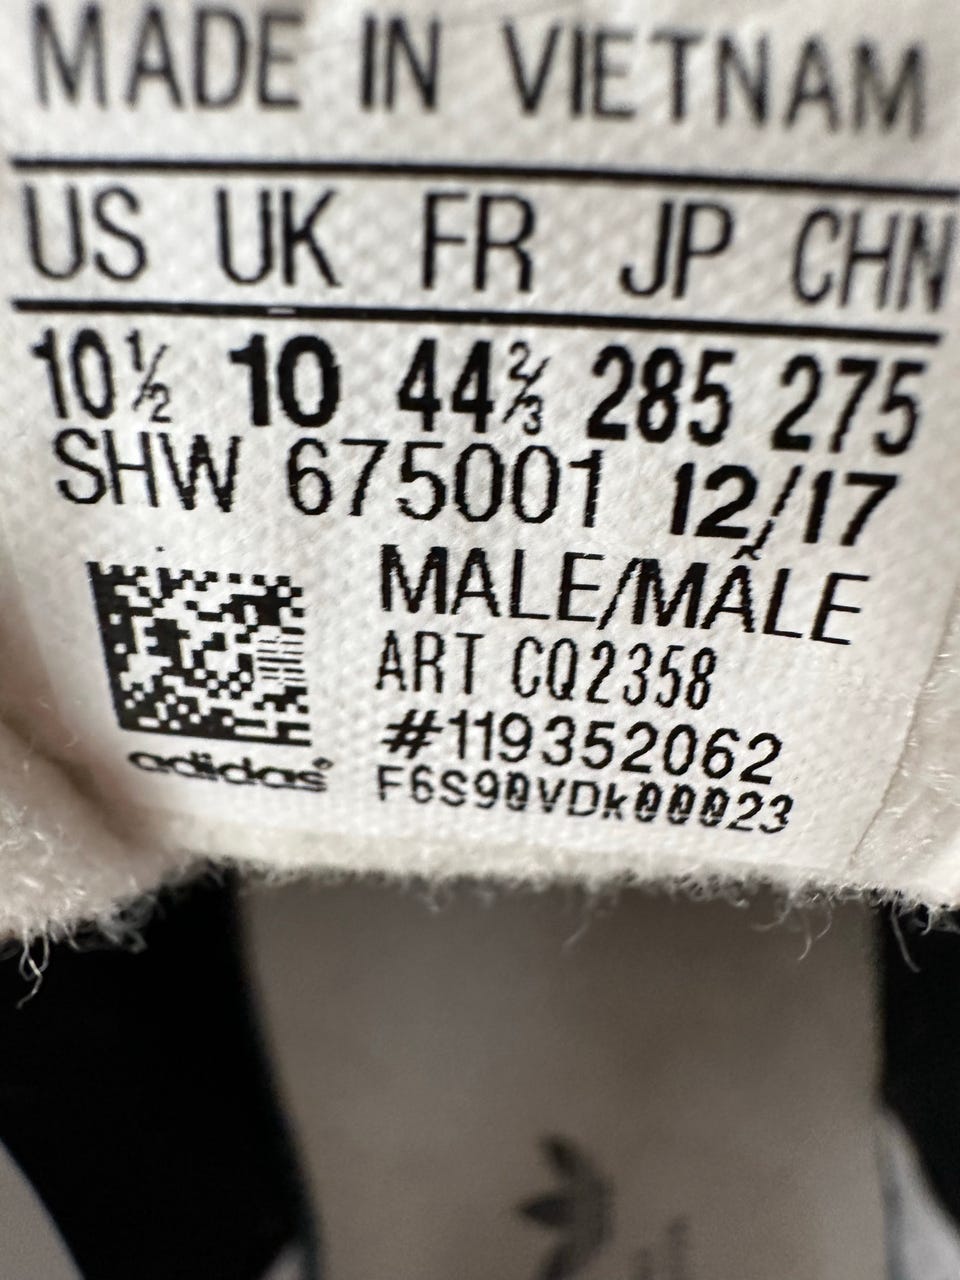 MADE IN VIETNAM
US UK FR JP CHN
10½ 10 44⅔ 285 275
SHW 675001 12/17
MALE/MÂLE
ART CQ2358
#119352062
adidas®
F6S90VDk00023